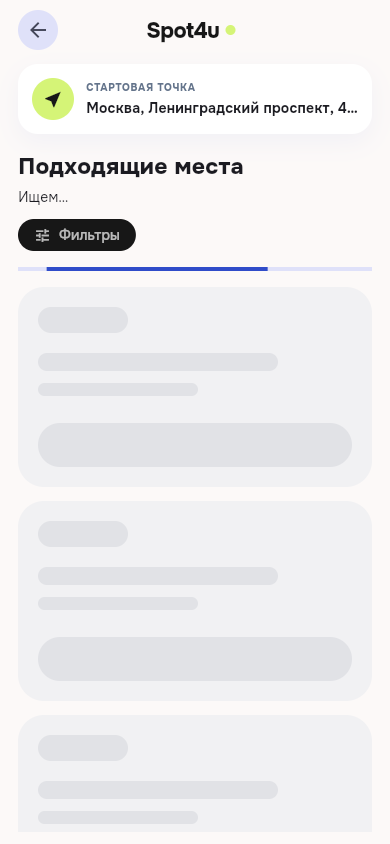 Spot4u
СТАРТОВАЯ ТОЧКА
Москва, Ленинградский проспект, 4...
Подходящие места
Ищем...
Фильтры